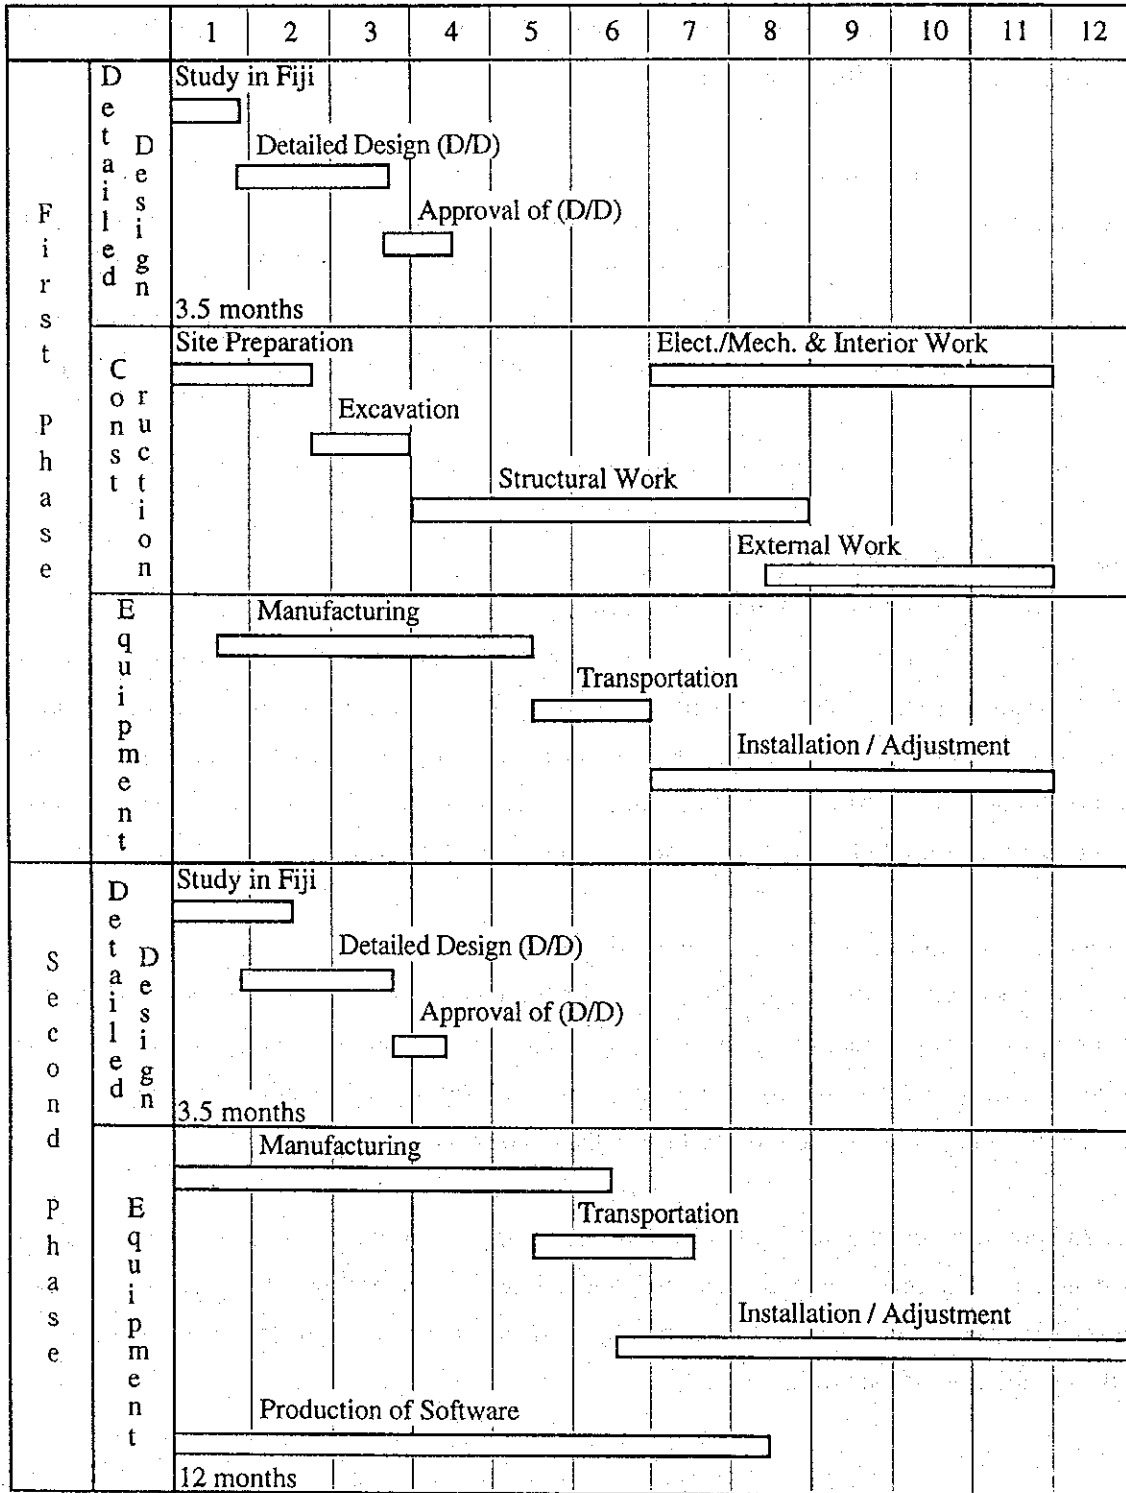 1 2 3 4 5 6 7 8 9 10 11 12
First Phase
Detailed Design
Study in Fiji
Detailed Design (D/D)
Approval of (D/D)
3.5 months
Construction
Site Preparation
Elect./Mech. & Interior Work
Excavation
Structural Work
External Work
Equipment
Manufacturing
Transportation
Installation / Adjustment
Second Phase
Detailed Design
Study in Fiji
Detailed Design (D/D)
Approval of (D/D)
3.5 months
Equipment
Manufacturing
Transportation
Installation / Adjustment
Production of Software
12 months